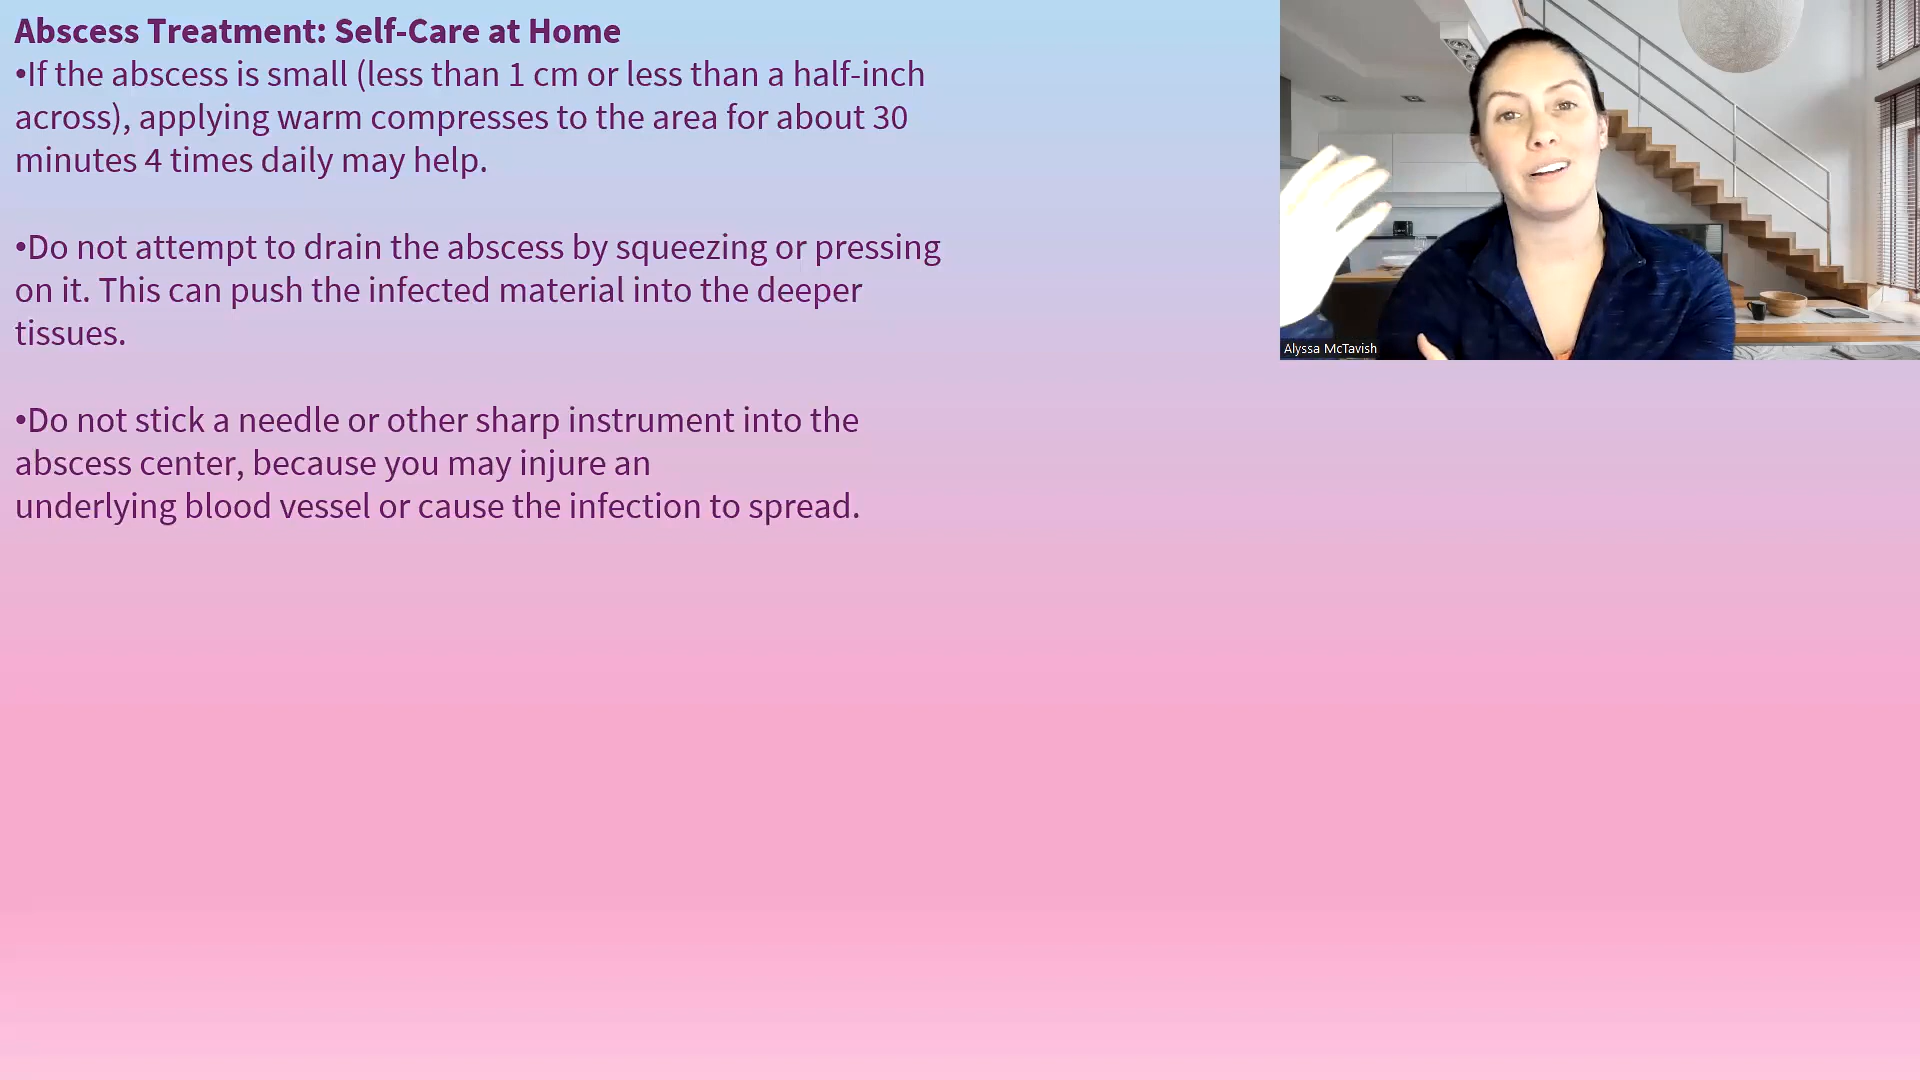 Abscess Treatment: Self-Care at Home
•If the abscess is small (less than 1 cm or less than a half-inch
across), applying warm compresses to the area for about 30
minutes 4 times daily may help.
•Do not attempt to drain the abscess by squeezing or pressing
on it. This can push the infected material into the deeper
tissues.
•Do not stick a needle or other sharp instrument into the
abscess center, because you may injure an
underlying blood vessel or cause the infection to spread.
Alyssa McTavish